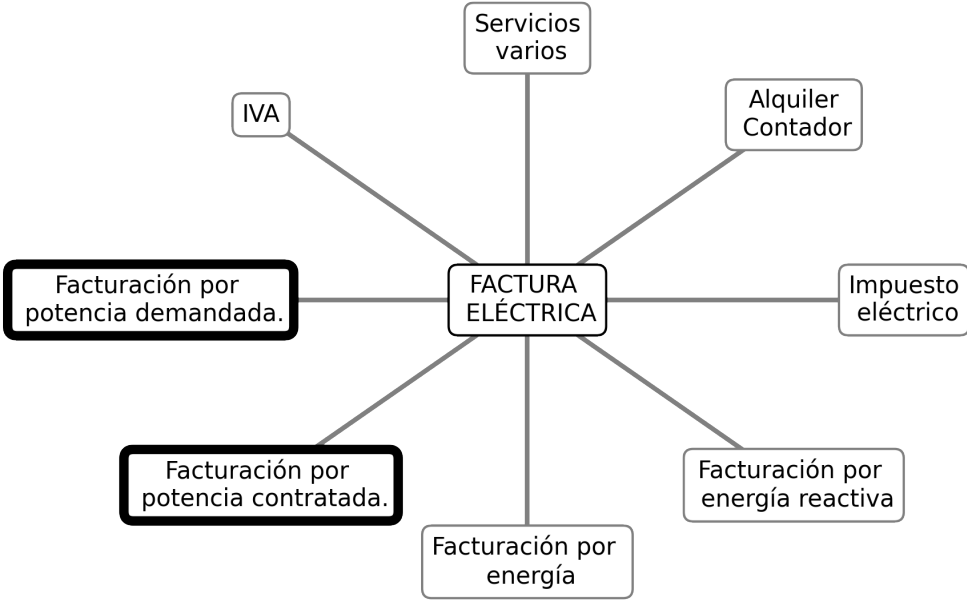 Servicios
varios
IVA
Alquiler
Contador
Facturación por
potencia demandada.
FACTURA
ELÉCTRICA
Impuesto
eléctrico
Facturación por
potencia contratada.
Facturación por
energía reactiva
Facturación por
energía